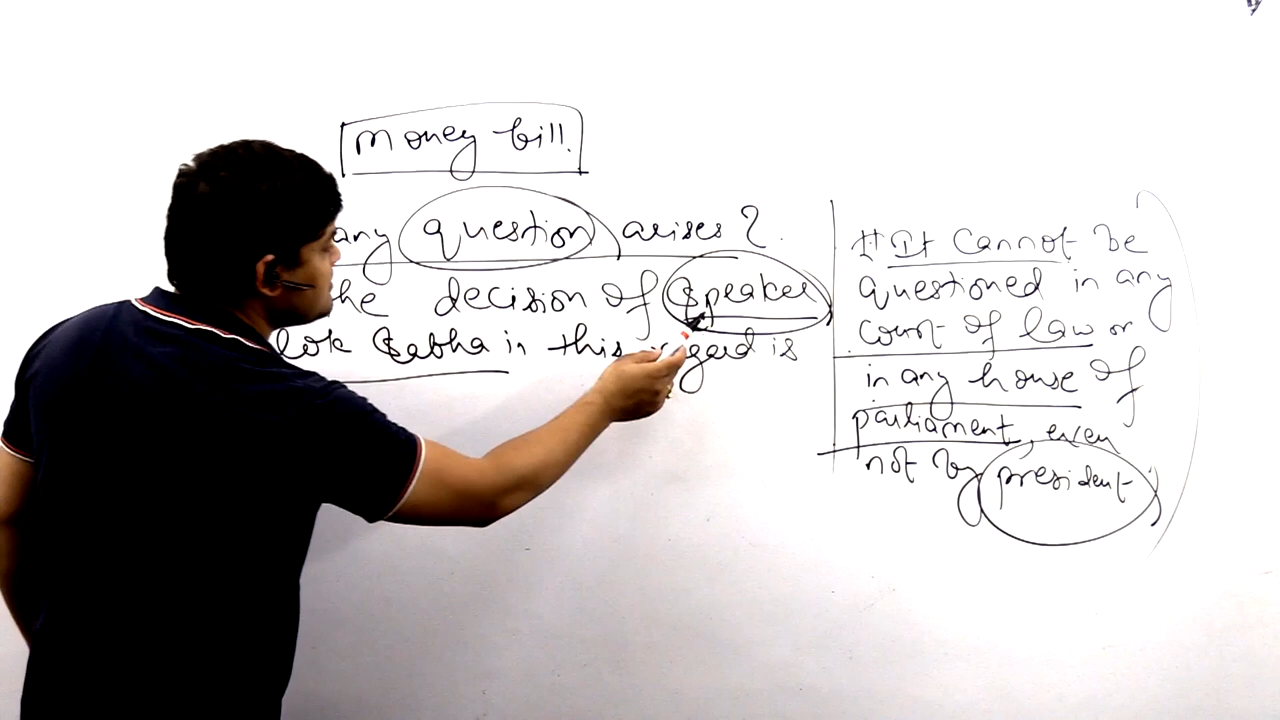 Money bill.
any question arises ?
he decision of Speaker
lok Sabha in this regard is
# It cannot be
questioned in any
court of law or
in any house of
parliament, even
not by president